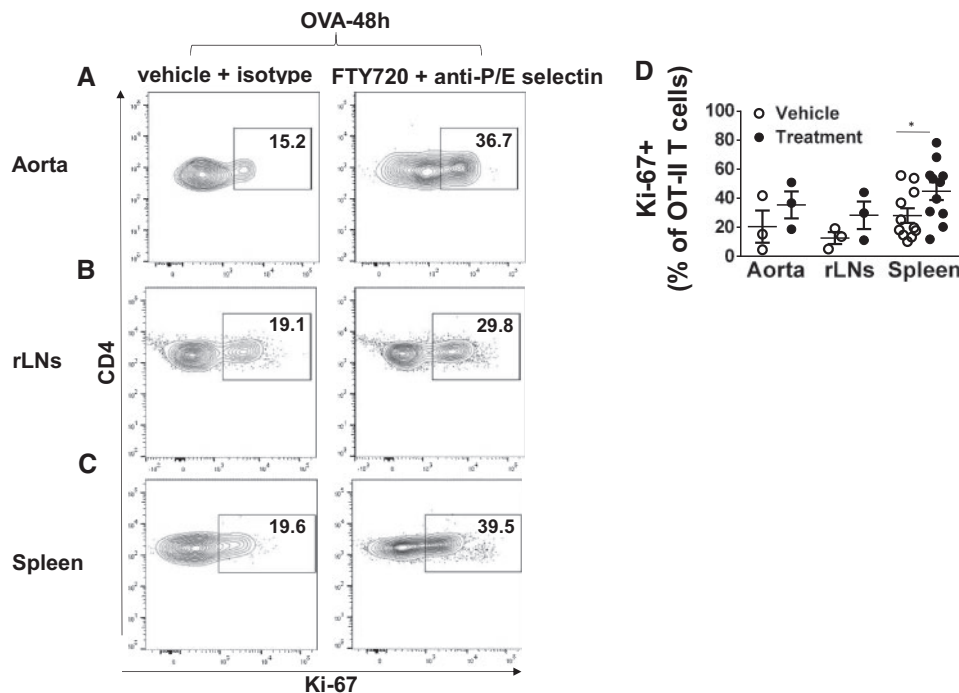 OVA-48h
A
vehicle + isotype
FTY720 + anti-P/E selectin
Aorta
15.2
36.7
B
rLNs
19.1
29.8
C
Spleen
19.6
39.5
CD4
Ki-67
D
Ki-67+
(% of OT-II T cells)
100
80
60
40
20
0
Vehicle
Treatment
*
Aorta rLNs Spleen